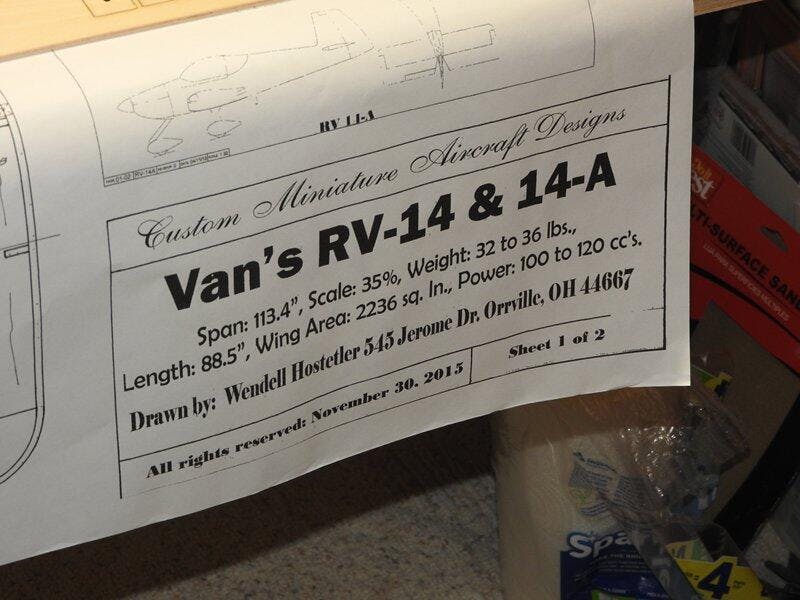 RV 14-A
Custom Miniature Aircraft Designs
Van's RV-14 & 14-A
Span: 113.4”, Scale: 35%, Weight: 32 to 36 lbs.,
Length: 88.5”, Wing Area: 2236 sq. In., Power: 100 to 120 cc's.
Drawn by: Wendell Hostetler 545 Jerome Dr. Orrville, OH 44667
All rights reserved: November 30. 2015
Sheet 1 of 2
Spa
4